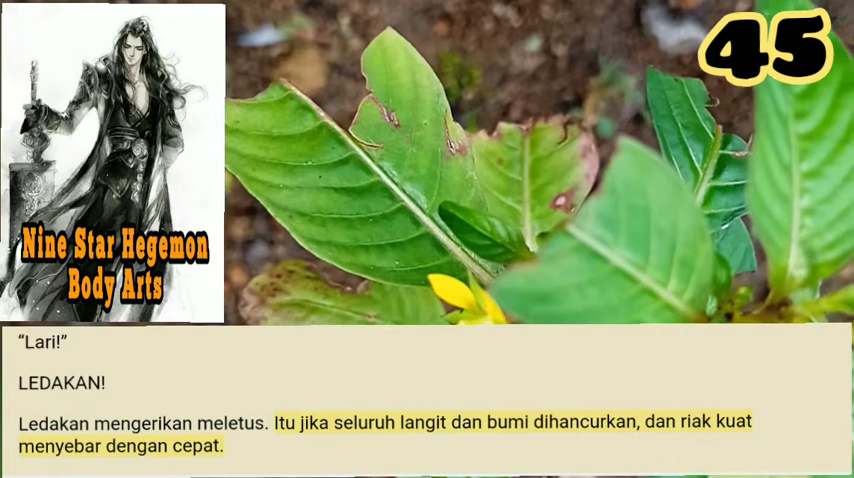 45
Nine Star Hegemon
Body Arts
“Lari!”
LEDAKAN!
Ledakan mengerikan meletus. Itu jika seluruh langit dan bumi dihancurkan, dan riak kuat
menyebar dengan cepat.